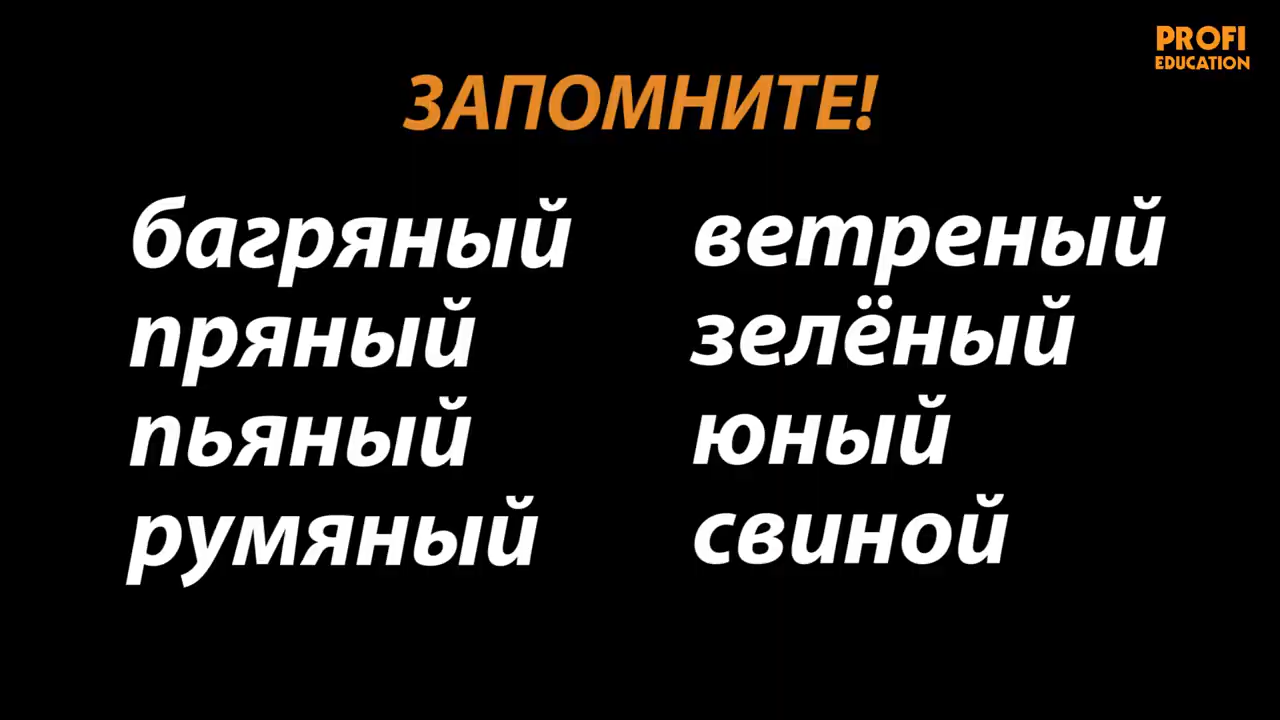 PROFI
EDUCATION
ЗАПОМНИТЕ!
багряный
пряный
пьяный
румяный
ветреный
зелёный
юный
свиной